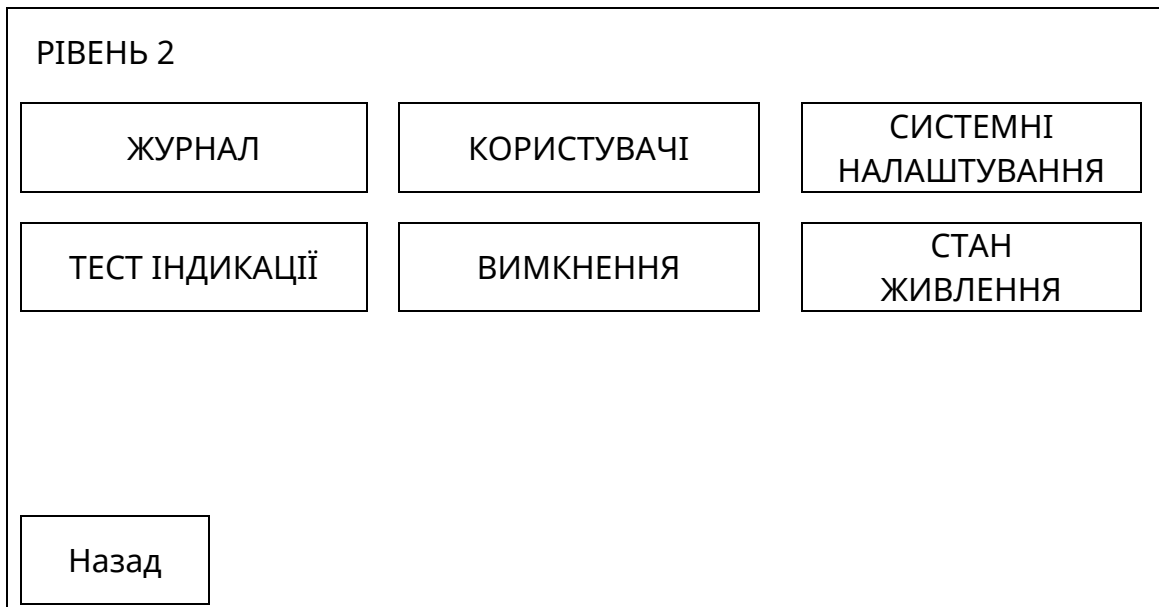 РІВЕНЬ 2
ЖУРНАЛ
КОРИСТУВАЧІ
СИСТЕМНІ
НАЛАШТУВАННЯ
ТЕСТ ІНДИКАЦІЇ
ВИМКНЕННЯ
СТАН
ЖИВЛЕННЯ
Назад